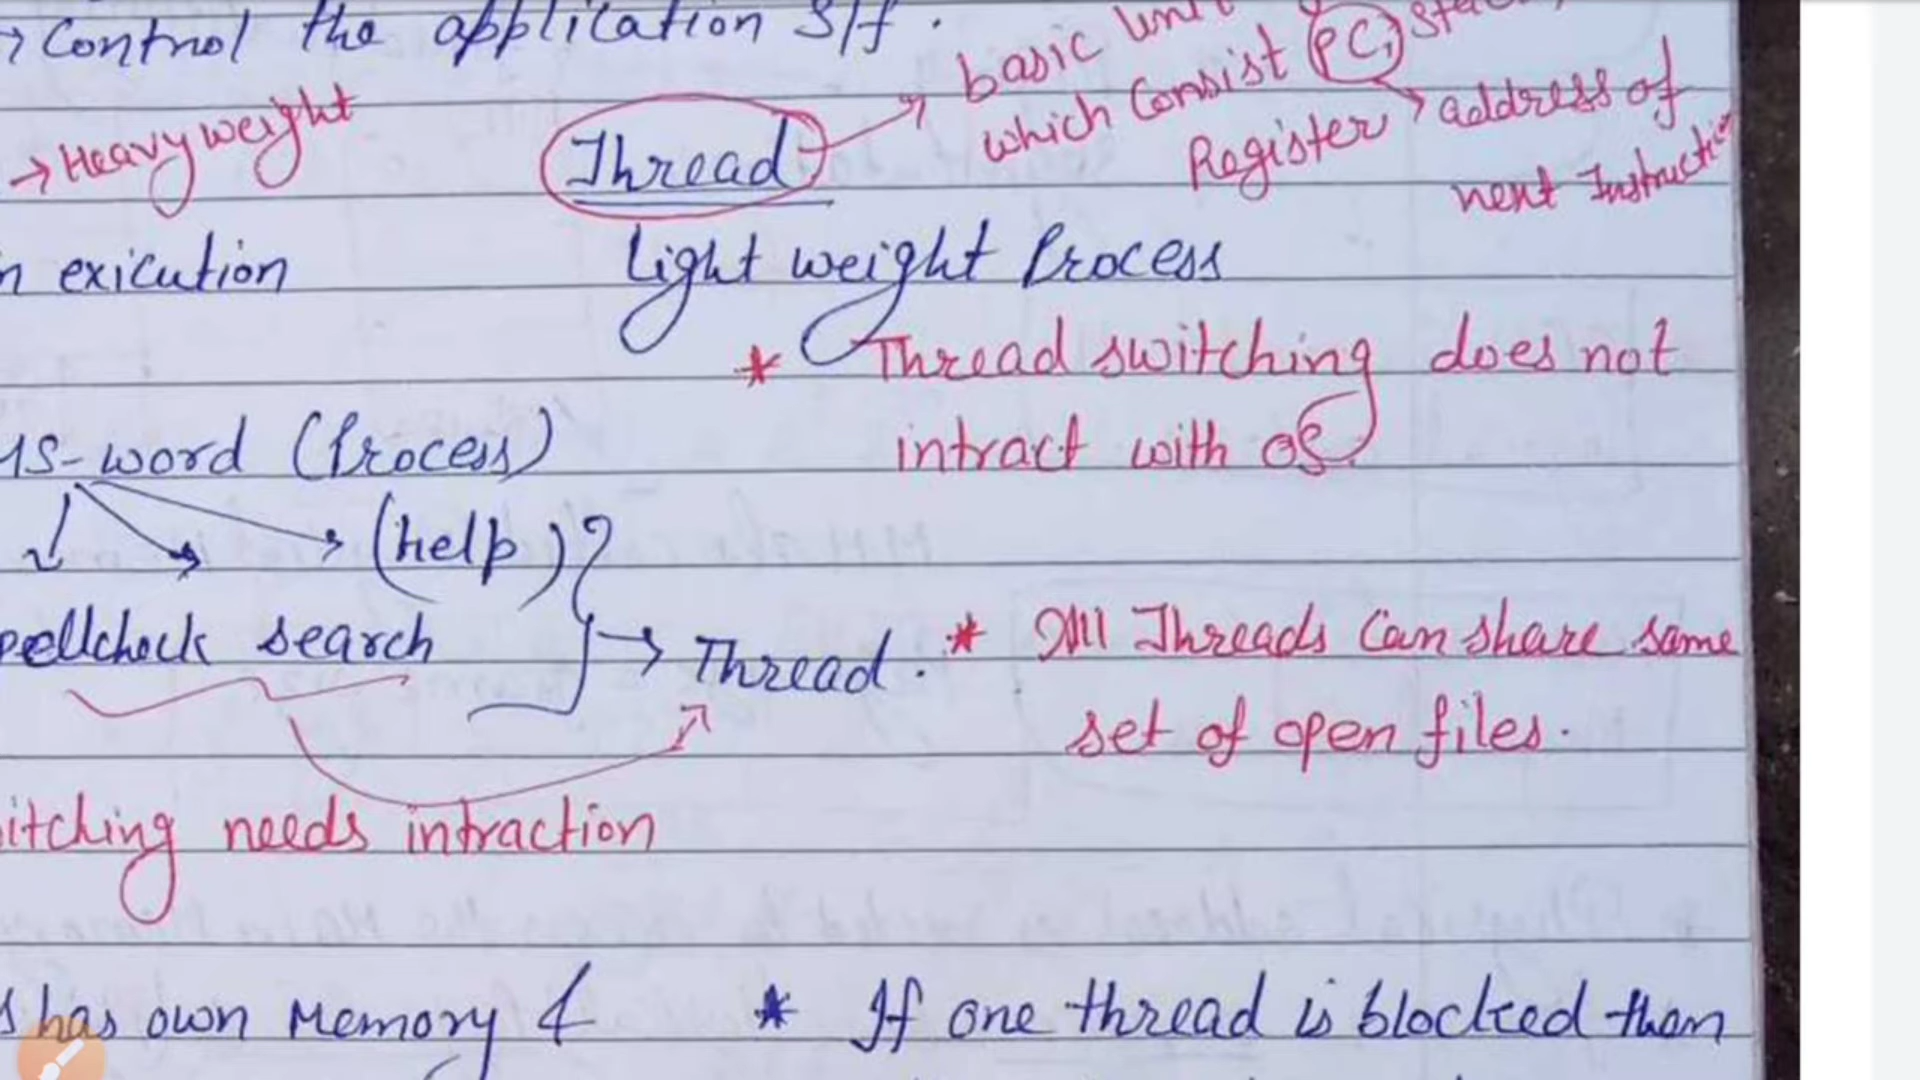 → Control the application S/f.
basic unit
which consist PC, Stack,
Register → address of
next Instruction
→ Heavy weight
Thread
n exicution
light weight Process
* Thread switching does not
intract with OS.
MS-word (Process)
(help)
pellcheck search → Thread.
* All Threads Can share same
set of open files.
itching needs intraction
s has own Memory &
* If one thread is blocked then